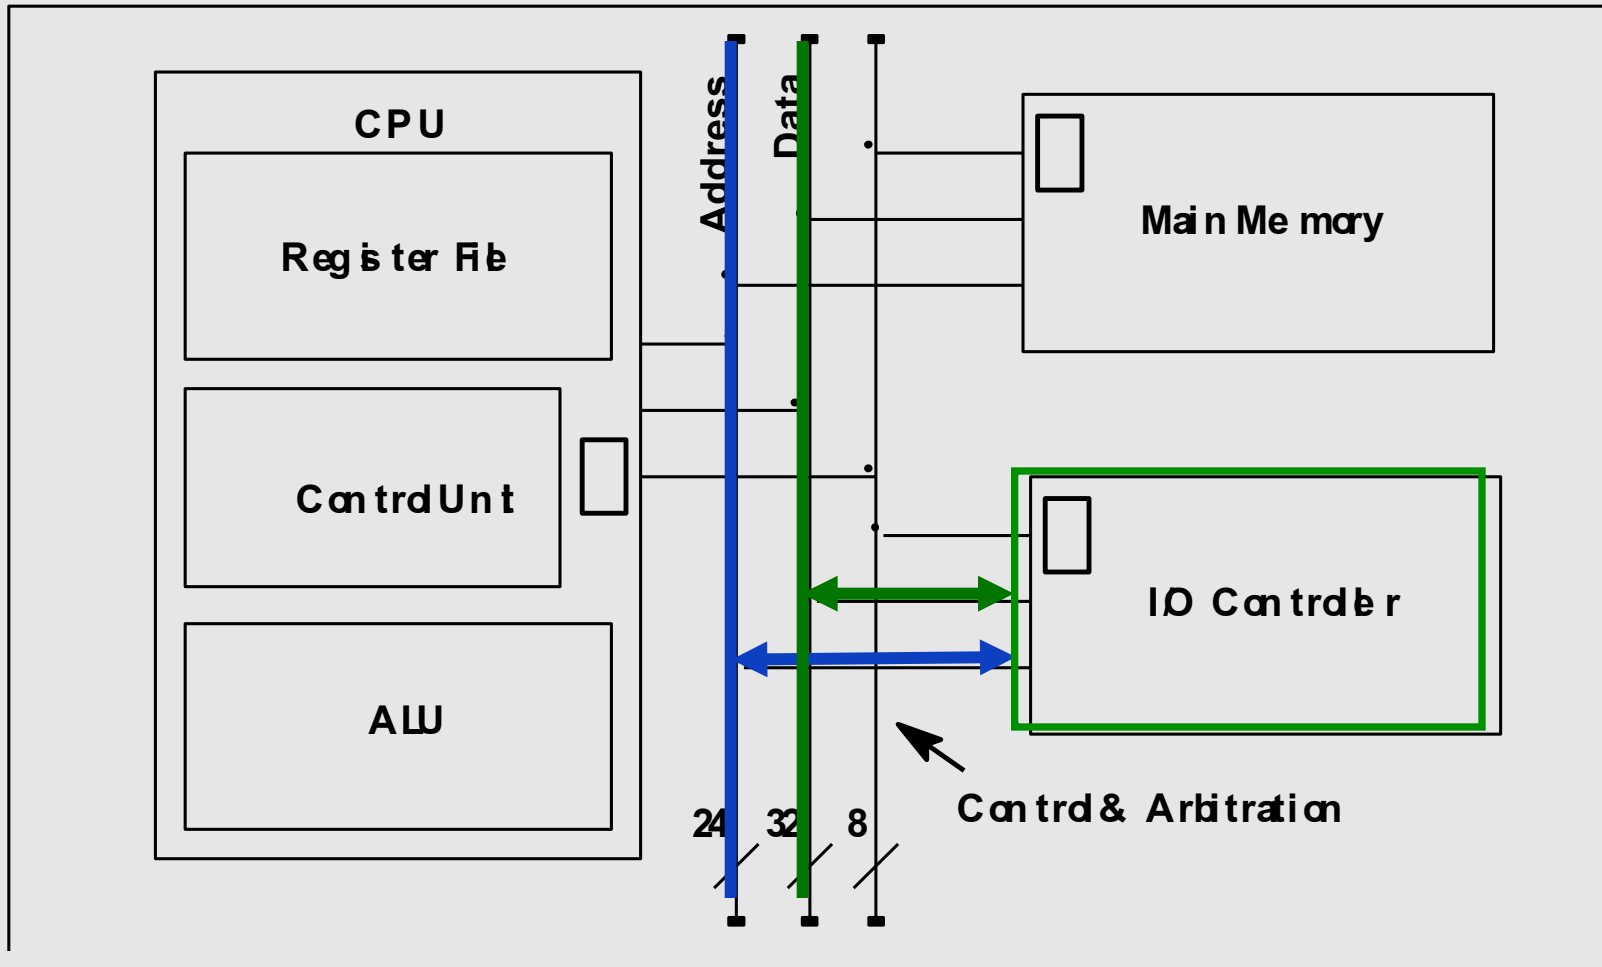 CPU
Register File
Control Unit
ALU
Address
Data
24
32
8
Main Memory
I/O Controller
Control & Arbitration